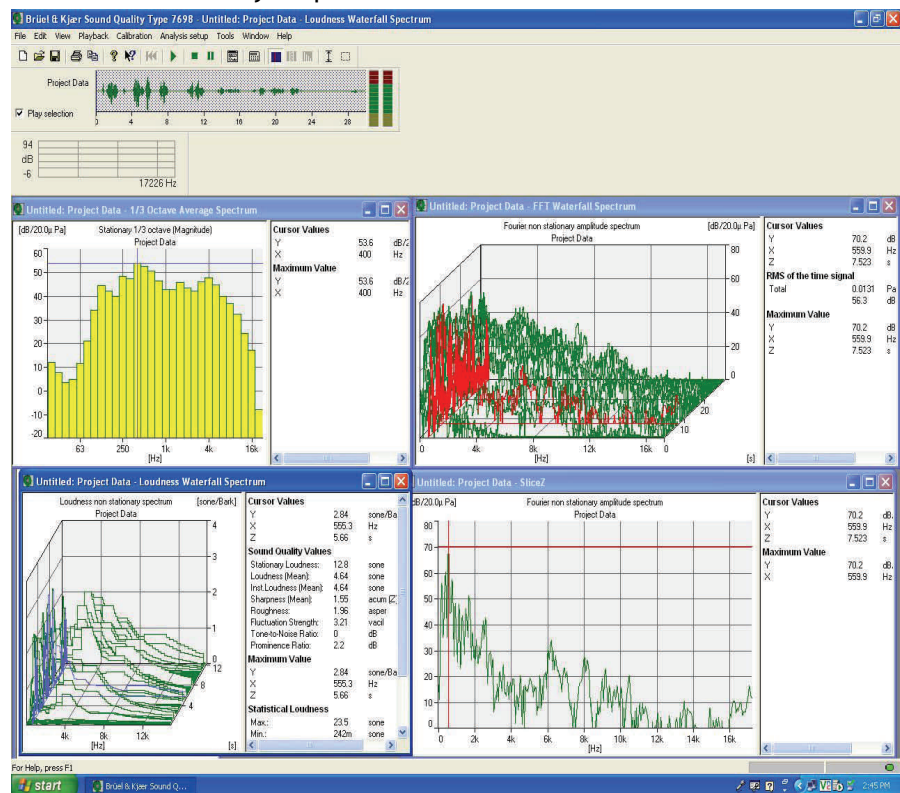 Brüel & Kjær Sound Quality Type 7698 - Untitled: Project Data - Loudness Waterfall Spectrum
File Edit View Playback Calibration Analysis setup Tools Window Help
Project Data
Play selection
0 4 8 12 16 20 24 28
94
dB
-6
17226 Hz
Untitled: Project Data - 1/3 Octave Average Spectrum
[dB/20.0µ Pa] Stationary 1/3 octave (Magnitude)
Project Data
60
50
40
30
20
10
0
-10
-20
63 250 1k 4k 16k
[Hz]
Cursor Values
Y 53.6 dB/2
X 400 Hz
Maximum Value
Y 53.6 dB/2
X 400 Hz
Untitled: Project Data - FFT Waterfall Spectrum
Fourier non stationary amplitude spectrum [dB/20.0µ Pa]
Project Data
80
60
40
20
0
20
10
0
0 4k 8k 12k 16k
[Hz] [s]
Cursor Values
Y 70.2 dB
X 559.9 Hz
Z 7.523 s
RMS of the time signal
Total 0.0131 Pa
56.3 dB
Maximum Value
Y 70.2 dB
X 559.9 Hz
Z 7.523 s
Untitled: Project Data - Loudness Waterfall Spectrum
Loudness non stationary spectrum [sone/Bark]
Project Data
4
3
2
1
0
12
8
4
4k 8k 12k
[Hz] [s]
Cursor Values
Y 2.84 sone/Ba
X 555.3 Hz
Z 5.66 s
Sound Quality Values
Stationary Loudness: 12.8 sone
Loudness (Mean): 4.64 sone
Inst.Loudness (Mean): 4.64 sone
Sharpness (Mean): 1.55 acum (Z)
Roughness: 1.96 asper
Fluctuation Strength: 3.21 vacil
Tone-to-Noise Ratio: 0 dB
Prominence Ratio: 2.2 dB
Maximum Value
Y 2.84 sone/Ba
X 555.3 Hz
Z 5.66 s
Statistical Loudness
Max.: 23.5 sone
Min.: 242m sone
Untitled: Project Data - SliceZ
dB/20.0µ Pa] Fourier non stationary amplitude spectrum
Project Data
80
70
60
50
40
30
20
10
0
0 2k 4k 6k 8k 10k 12k 14k 16k
[Hz]
Cursor Values
Y 70.2 dB.
X 559.9 Hz
Z 7.523 s
Maximum Value
Y 70.2 dB.
X 559.9 Hz
For Help, press F1
start Brüel & Kjær Sound Q... 2:45 PM